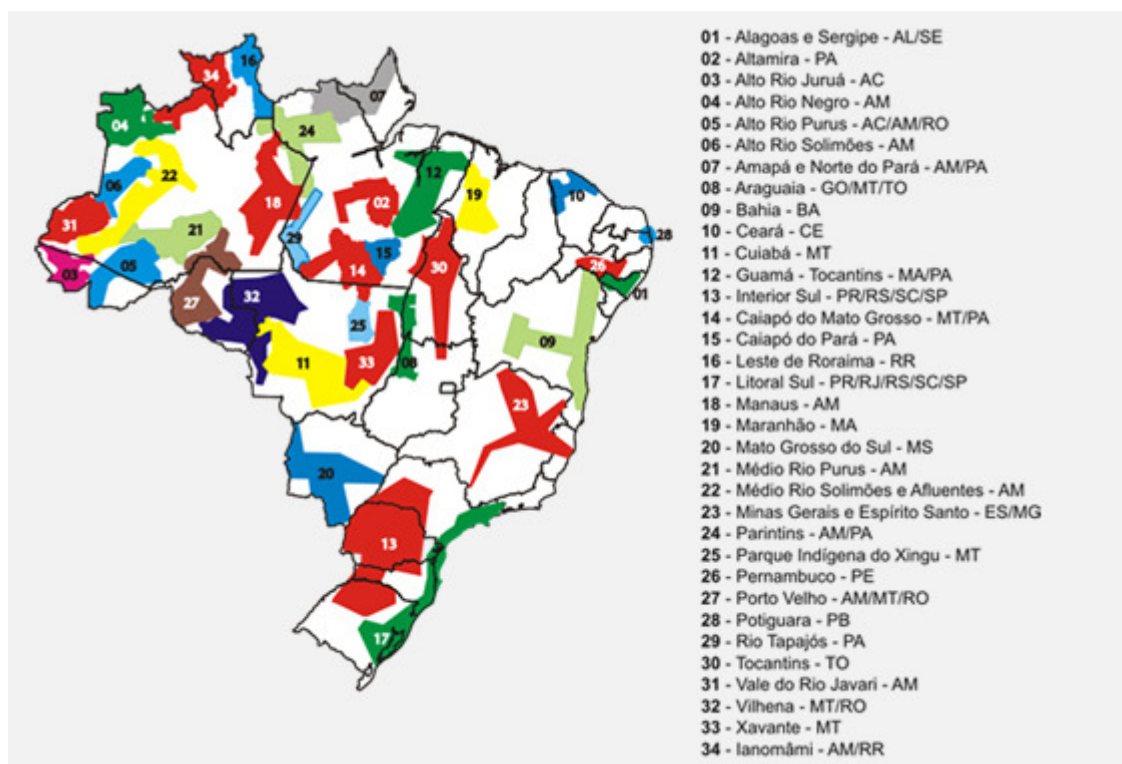 34
16
07
04
24
12
06
22
19
10
18
02
31
21
29
28
15
14
30
26
03
05
01
27
32
25
09
11
33
08
23
20
13
17
01 - Alagoas e Sergipe - AL/SE
02 - Altamira - PA
03 - Alto Rio Juruá - AC
04 - Alto Rio Negro - AM
05 - Alto Rio Purus - AC/AM/RO
06 - Alto Rio Solimões - AM
07 - Amapá e Norte do Pará - AM/PA
08 - Araguaia - GO/MT/TO
09 - Bahia - BA
10 - Ceará - CE
11 - Cuiabá - MT
12 - Guamá - Tocantins - MA/PA
13 - Interior Sul - PR/RS/SC/SP
14 - Caiapó do Mato Grosso - MT/PA
15 - Caiapó do Pará - PA
16 - Leste de Roraima - RR
17 - Litoral Sul - PR/RJ/RS/SC/SP
18 - Manaus - AM
19 - Maranhão - MA
20 - Mato Grosso do Sul - MS
21 - Médio Rio Purus - AM
22 - Médio Rio Solimões e Afluentes - AM
23 - Minas Gerais e Espírito Santo - ES/MG
24 - Parintins - AM/PA
25 - Parque Indígena do Xingu - MT
26 - Pernambuco - PE
27 - Porto Velho - AM/MT/RO
28 - Potiguara - PB
29 - Rio Tapajós - PA
30 - Tocantins - TO
31 - Vale do Rio Javari - AM
32 - Vilhena - MT/RO
33 - Xavante - MT
34 - Ianomâmi - AM/RR